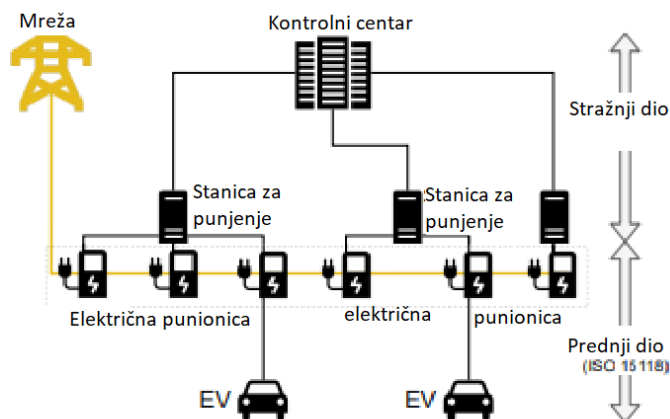 Mreža
Kontrolni centar
Stražnji dio
Stanica za
punjenje
Stanica za
punjenje
Električna punionica
električna
punionica
Prednji dio
(ISO 15118)
EV
EV